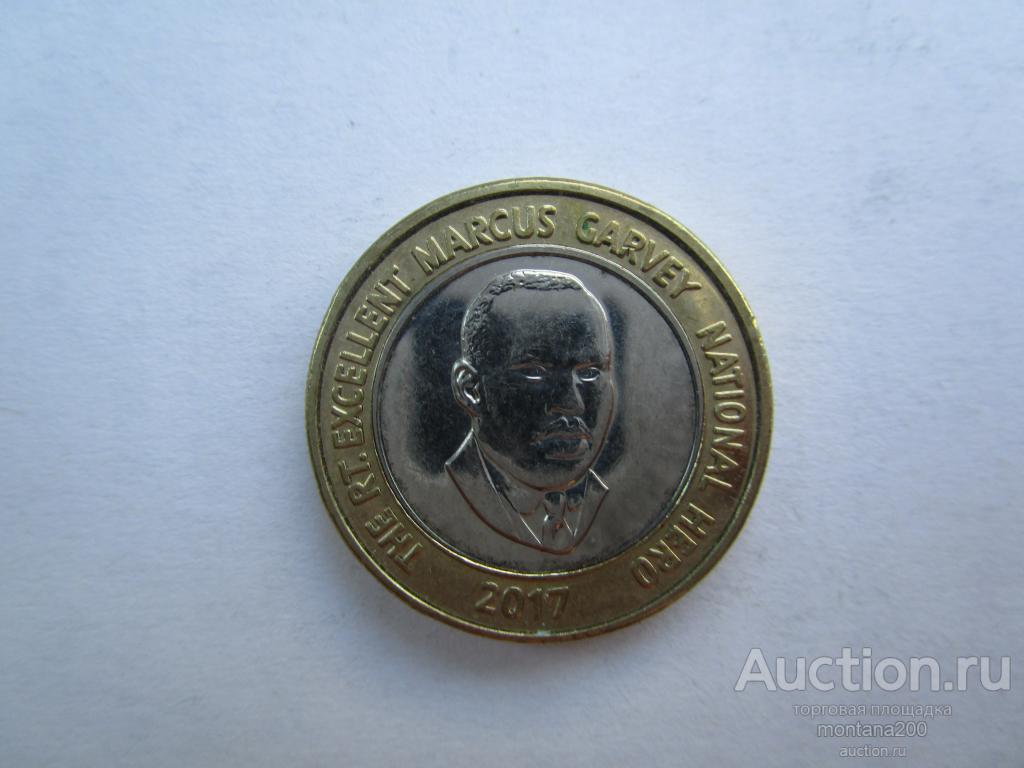 THE RT. EXCELLENT MARCUS GARVEY NATIONAL HERO
2017
Auction.ru
торговая площадка
montana200
auction.ru